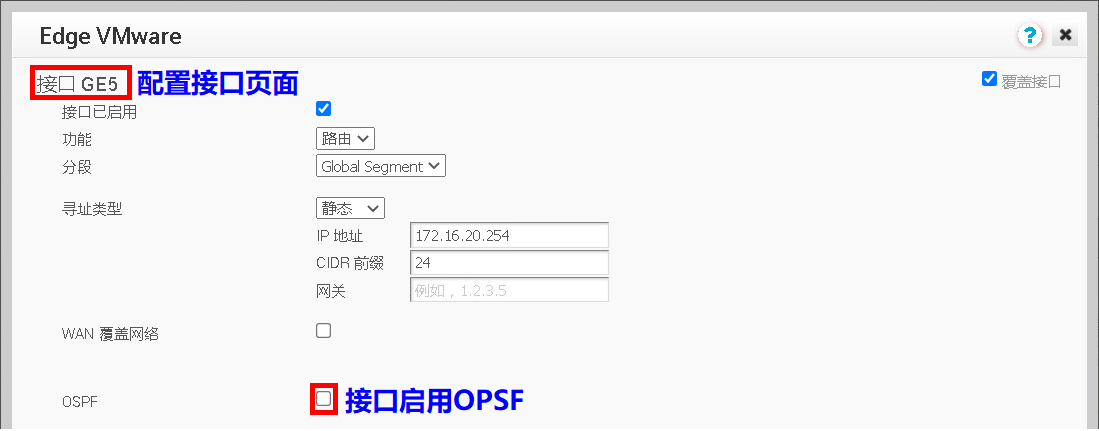 Edge VMware
?
接口 GE5 配置接口页面 覆盖接口
接口已启用
功能 路由
分段 Global Segment
寻址类型 静态
IP 地址 172.16.20.254
CIDR 前缀 24
网关 例如，1.2.3.5
WAN 覆盖网络
OSPF 接口启用OPSF